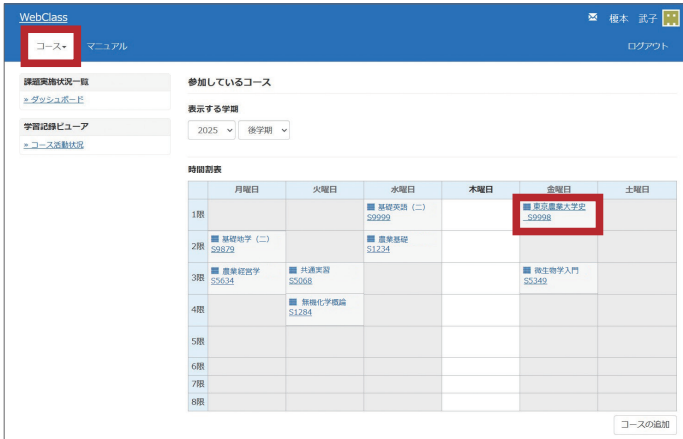 WebClass
榎本 武子
コース
マニュアル
ログアウト
課題実施状況一覧
» ダッシュボード
学習記録ビューア
» コース活動状況
参加しているコース
表示する学期
2025
後学期
時間割表
月曜日 火曜日 水曜日 木曜日 金曜日 土曜日
1限
基礎英語（二）
S9999
東京農業大学史
S9998
2限
基礎地学（二）
S9879
農業基礎
S1234
3限
農業経営学
S5634
共通実習
S5068
微生物学入門
S5349
4限
無機化学概論
S1284
5限
6限
7限
8限
コースの追加